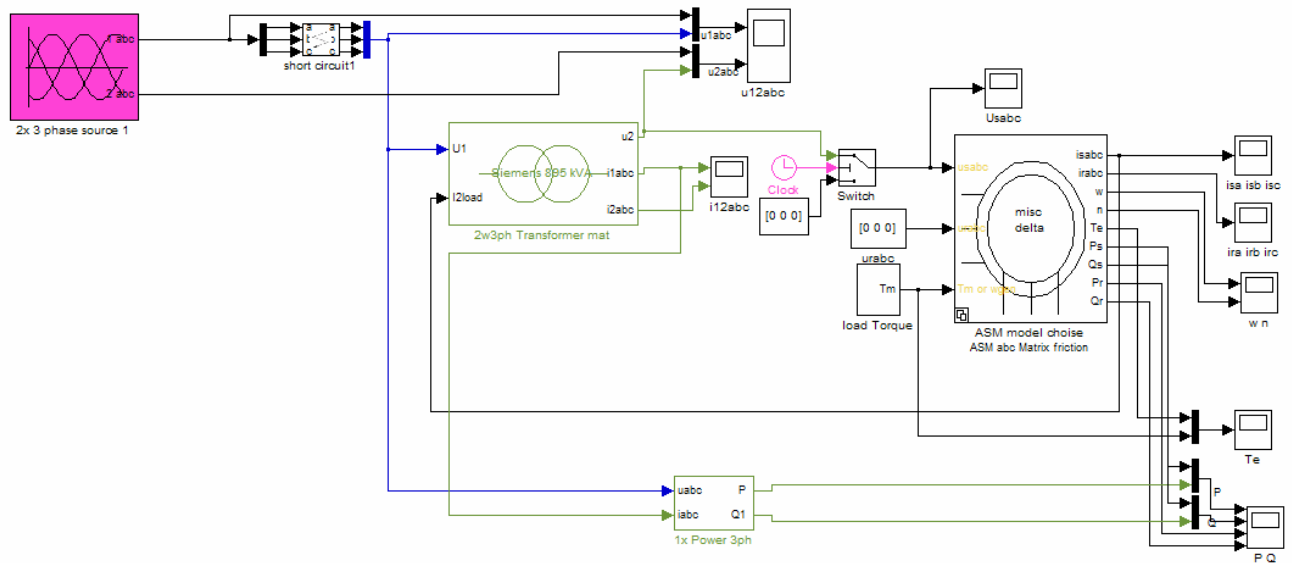 1 abc
2 abc
2x 3 phase source 1
a a
b
c c
short circuit1
u1abc
u2abc
u12abc
U1
I2load
Siemens 895 kVA
u2
i1abc
i2abc
2w3ph Transformer mat
i12abc
Clock
[0 0 0]
Switch
[0 0 0]
urabc
Tm
load Torque
Usabc
usabc
urabc
Tm or wgen
misc
delta
isabc
irabc
w
n
Te
Ps
Qs
Pr
Qr
ASM model choise
ASM abc Matrix friction
isa isb isc
ira irb irc
w n
Te
uabc
iabc
P
Q1
1x Power 3ph
P
Q
P Q